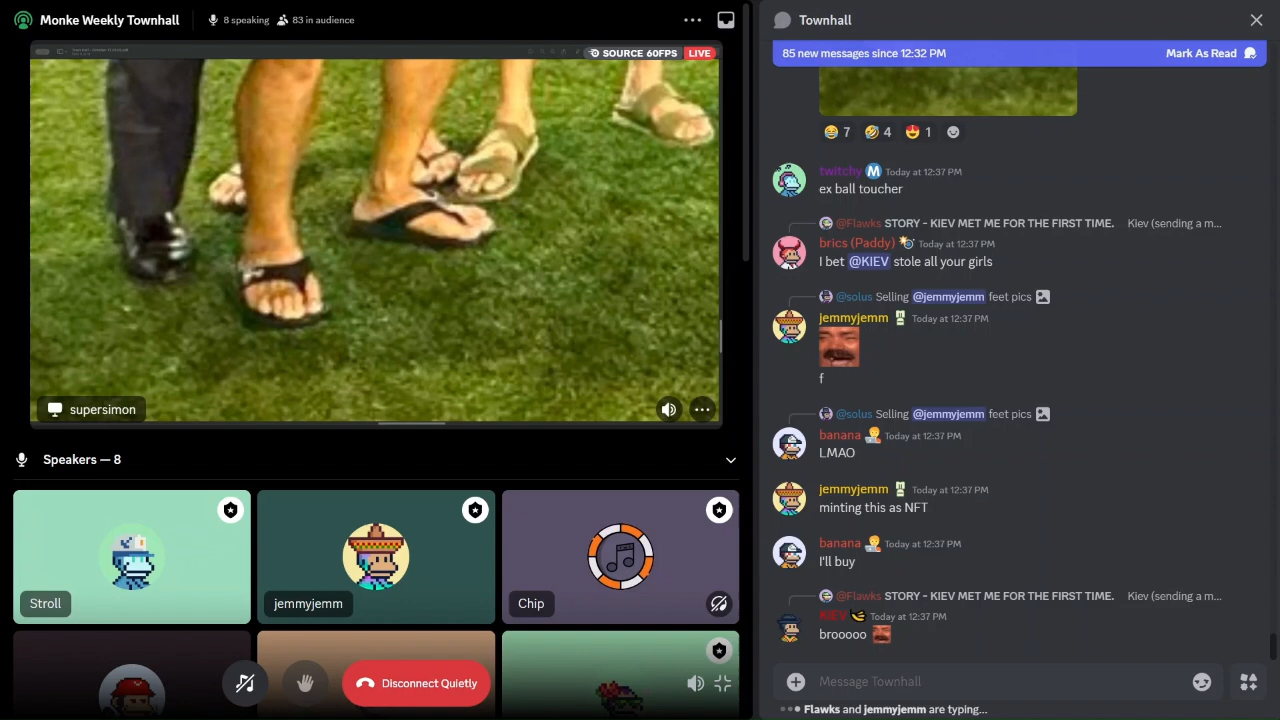 Monke Weekly Townhall
8 speaking
83 in audience
SOURCE 60FPS
LIVE
supersimon
Speakers — 8
Stroll
jemmyjemm
Chip
Disconnect Quietly
Townhall
85 new messages since 12:32 PM
Mark As Read
7
4
1
twitchy M Today at 12:37 PM
ex ball toucher
@Flawks STORY - KIEV MET ME FOR THE FIRST TIME. Kiev (sending a m...
brics (Paddy) Today at 12:37 PM
I bet @KIEV stole all your girls
@solus Selling @jemmyjemm feet pics
jemmyjemm Today at 12:37 PM
f
@solus Selling @jemmyjemm feet pics
banana Today at 12:37 PM
LMAO
jemmyjemm Today at 12:37 PM
minting this as NFT
banana Today at 12:37 PM
I'll buy
@Flawks STORY - KIEV MET ME FOR THE FIRST TIME. Kiev (sending a m...
KIEV Today at 12:37 PM
brooooo
Message Townhall
Flawks and jemmyjemm are typing...